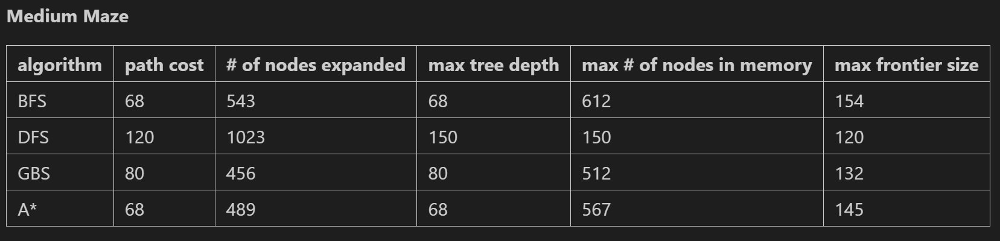 Medium Maze
algorithm path cost # of nodes expanded max tree depth max # of nodes in memory max frontier size
BFS 68 543 68 612 154
DFS 120 1023 150 150 120
GBS 80 456 80 512 132
A* 68 489 68 567 145